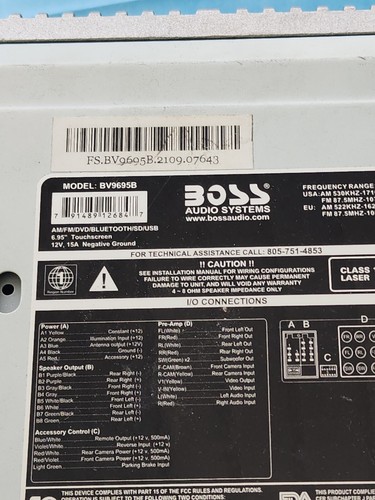 FS.BV9695B.2109.07643
MODEL: BV9695B
7 91489 12684 7
AM/FM/DVD/BLUETOOTH/SD/USB
6.95" Touchscreen
12V, 15A Negative Ground
BOSS
AUDIO SYSTEMS
www.bossaudio.com
FREQUENCY RANGE
USA: AM 530KHZ-171
FM 87.5MHZ-10
EU: AM 522KHZ-162
FM 87.5MHZ-10
FOR TECHNICAL ASSISTANCE CALL: 805-751-4853
!! CAUTION !!
SEE INSTALLATION MANUAL FOR WIRING CONFIGURATIONS
FAILURE TO WIRE CORRECTLY MAY CAUSE PERMANENT
DAMAGE TO UNIT, AND WILL VOID ANY WARRANTY
4 ~ 8 OHM SPEAKER IMPEDANCE ONLY
CLASS 1
LASER
I/O CONNECTIONS
Power (A)
A1 Yellow Constant (+12)
A2 Orange Illumination Input (+12)
A3 Blue Antenna output (+12V)
A4 Black Ground (-)
A5 Red Accessory (+12)
Speaker Output (B)
B1 Purple/Black Rear Right (-)
B2 Purple Rear Right (+)
B3 Gray/Black Front Right (-)
B4 Gray Front Right (+)
B5 White/Black Front Left (-)
B6 White Front Left (+)
B7 Green/Black Rear Left (-)
B8 Green Rear Left (+)
Accessory Control (C)
Blue/White Remote Output (+12 v, 500mA)
Red/Violet Reverse Input (+12 v)
Red/White Rear Camera Power (+12 v, 500mA)
Red/Violet Front Camera Power (+12 v, 500mA)
Light Green Parking Brake Input
Pre-Amp (D)
FL(White) Front Left Out
FR(Red) Front Right Out
RL(White) Rear Left Out
RR(Red) Rear Right Out
SW(Green) x2 Subwoofer Out
F-CAM(Brown) Front Camera Input
R-CAM(Yellow) Rear Camera Input
V1(Yellow) Video Output
V-IN(Yellow) Video Input
L(White) Left Audio Input
R(Red) Right Audio Input
A B
D
C
THIS DEVICE COMPLIES WITH PART 15 OF THE FCC RULES AND REGULATIONS.